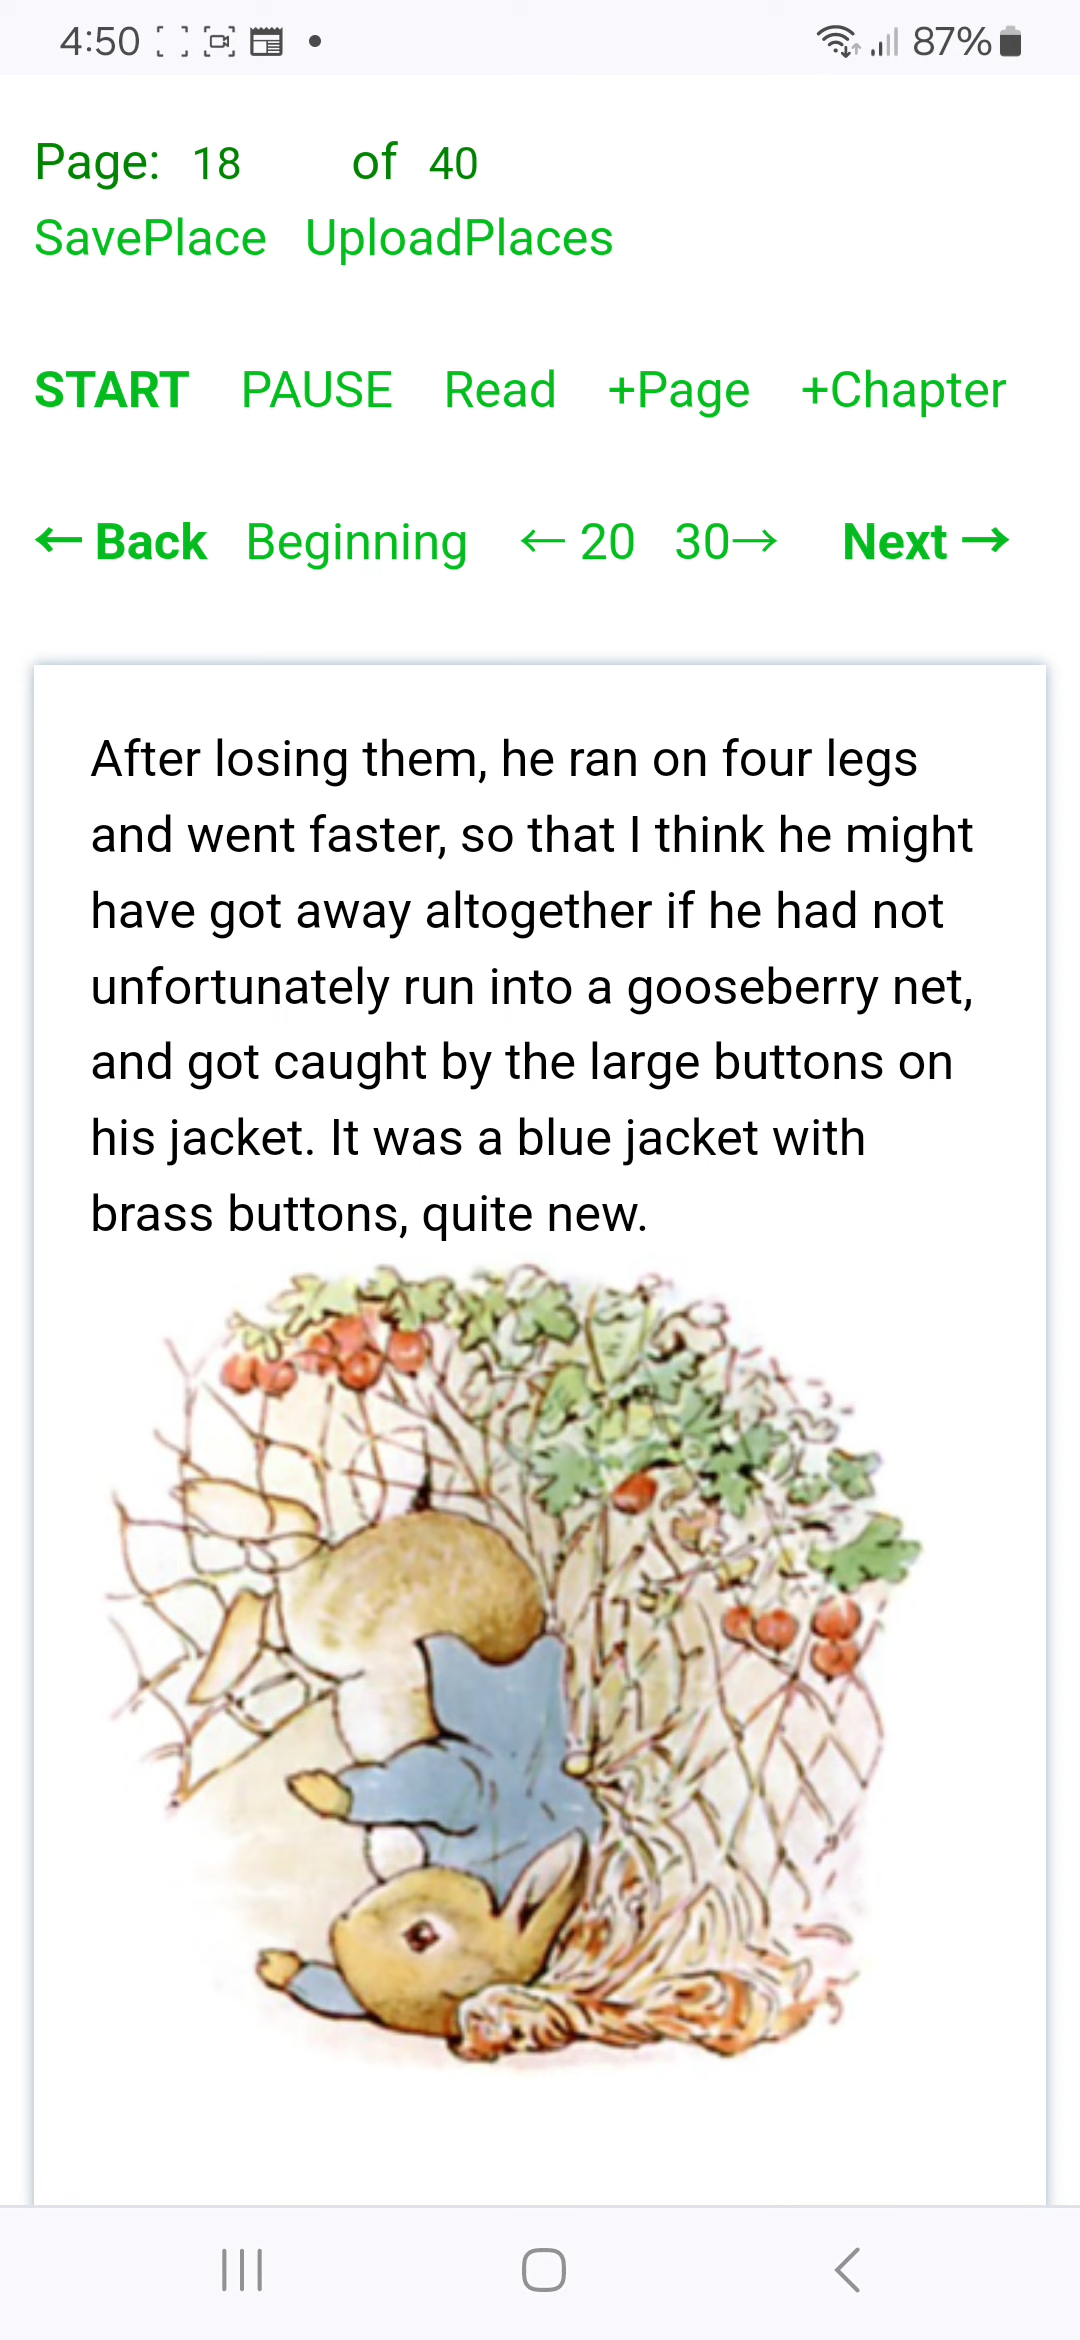 4:50 87%
Page: 18 of 40
SavePlace UploadPlaces
START PAUSE Read +Page +Chapter
← Back Beginning ← 20 30→ Next →
After losing them, he ran on four legs
and went faster, so that I think he might
have got away altogether if he had not
unfortunately run into a gooseberry net,
and got caught by the large buttons on
his jacket. It was a blue jacket with
brass buttons, quite new.